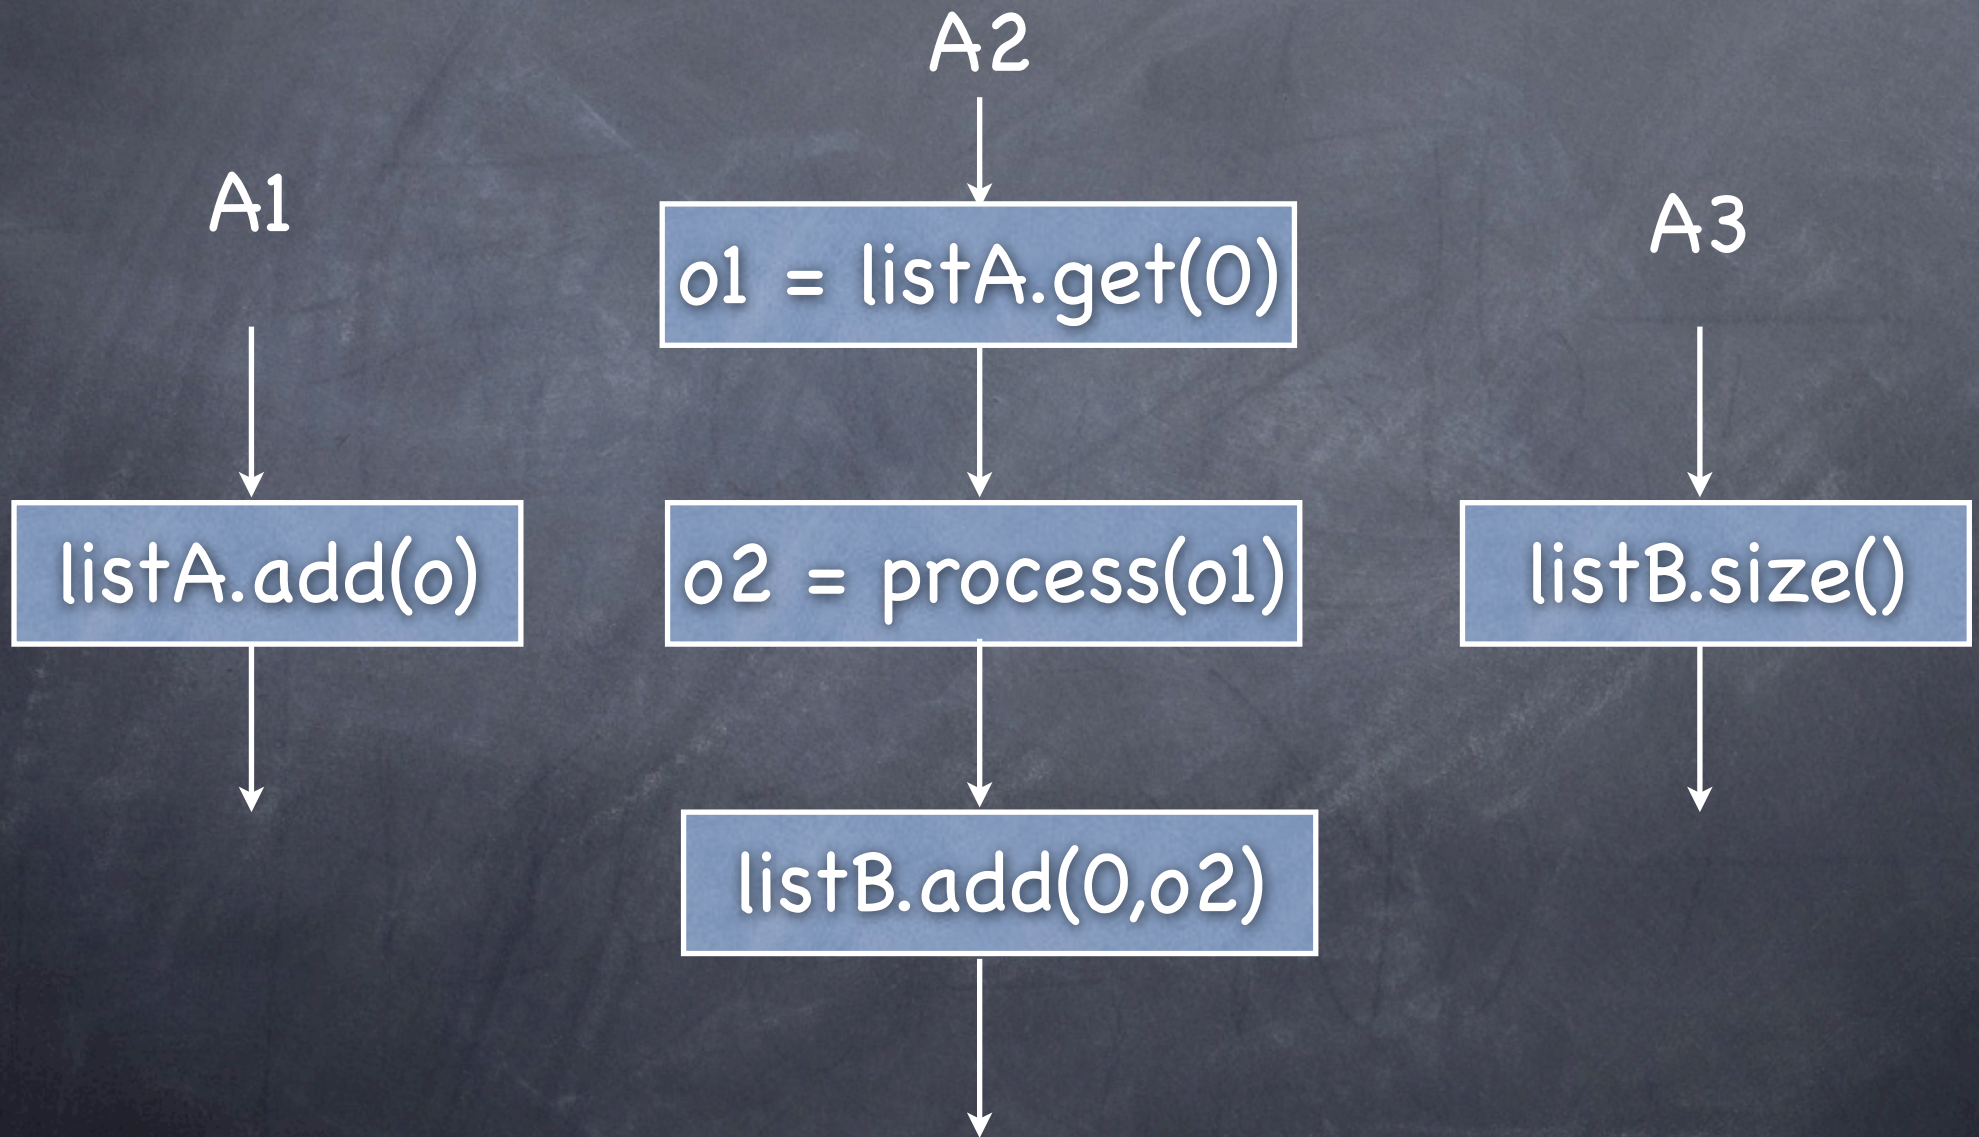 A2
A1
o1 = listA.get(0)
A3
listA.add(o)
o2 = process(o1)
listB.size()
listB.add(0,o2)